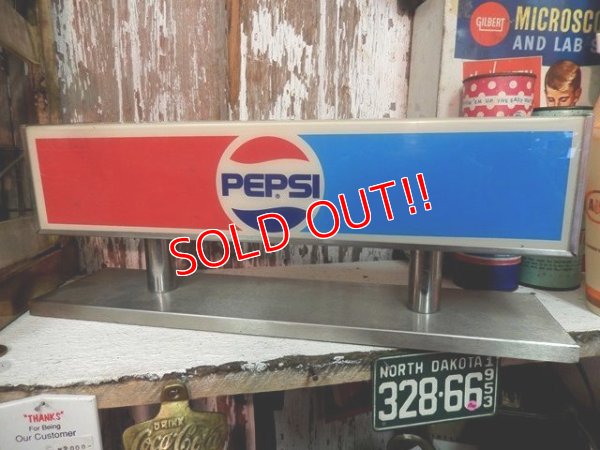 GILBERT
MICROSC
AND LAB
PEPSI
®
SOLD OUT!!
NORTH DAKOTA
1953
328-66
"THANKS"
For Being
Our Customer
DRINK
Coca-Cola